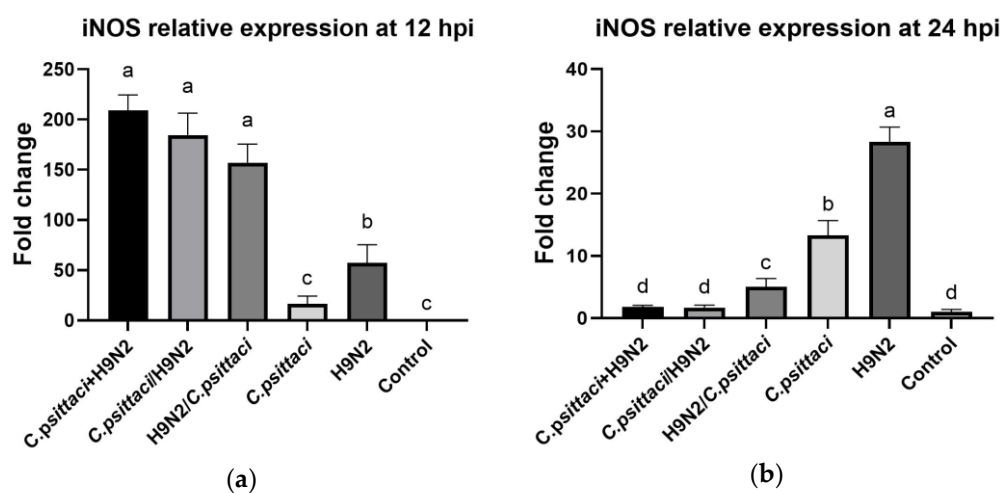 iNOS relative expression at 12 hpi
Fold change
250
200
150
100
50
0
a
a
a
c
b
c
C.psittaci+H9N2
C.psittaci/H9N2
H9N2/C.psittaci
C.psittaci
H9N2
Control
(a)
iNOS relative expression at 24 hpi
Fold change
40
30
20
10
0
d
d
c
b
a
d
C.psittaci+H9N2
C.psittaci/H9N2
H9N2/C.psittaci
C.psittaci
H9N2
Control
(b)